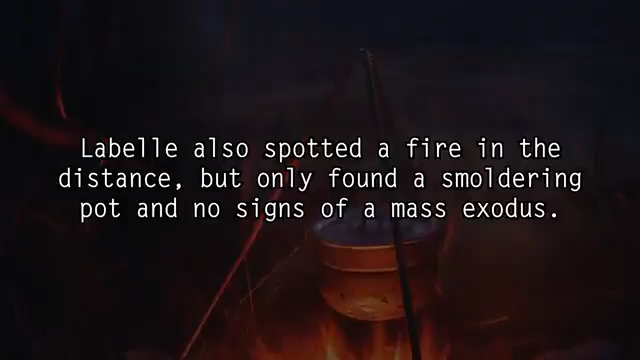 Labelle also spotted a fire in the
distance, but only found a smoldering
pot and no signs of a mass exodus.